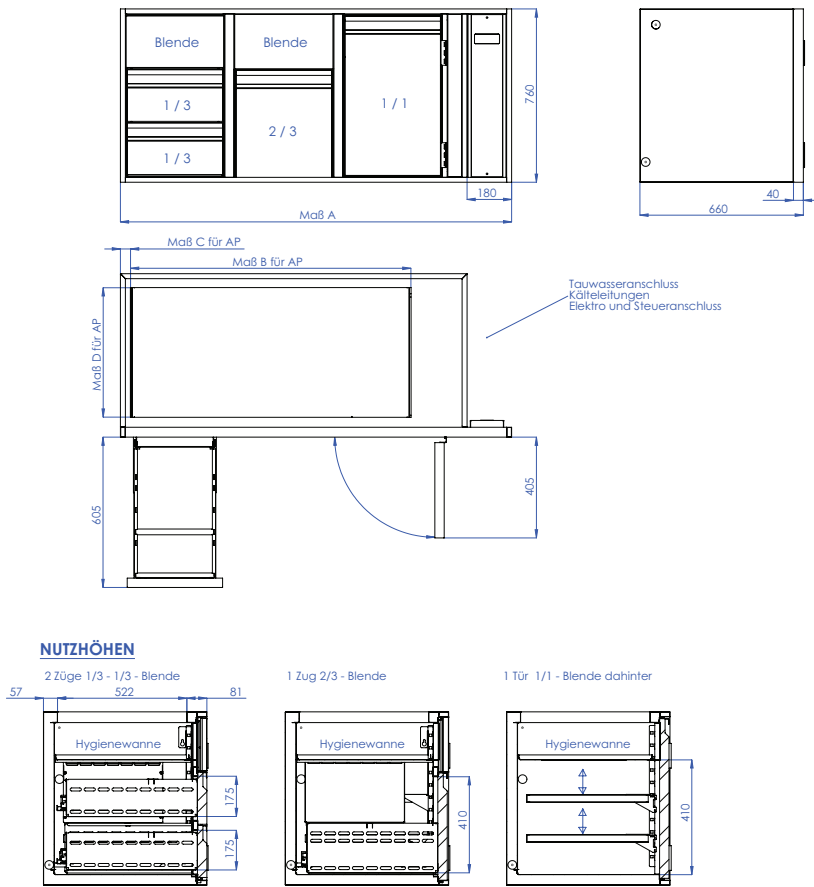 Blende
Blende
1 / 3
1 / 1
2 / 3
1 / 3
760
180
Maß A
40
660
Maß C für AP
Maß B für AP
Maß D für AP
Tauwasseranschluss
Kälteleitungen
Elektro und Steueranschluss
605
405
NUTZHÖHEN
2 Züge 1/3 - 1/3 - Blende
1 Zug 2/3 - Blende
1 Tür 1/1 - Blende dahinter
57
522
81
Hygienewanne
Hygienewanne
Hygienewanne
175
175
410
410